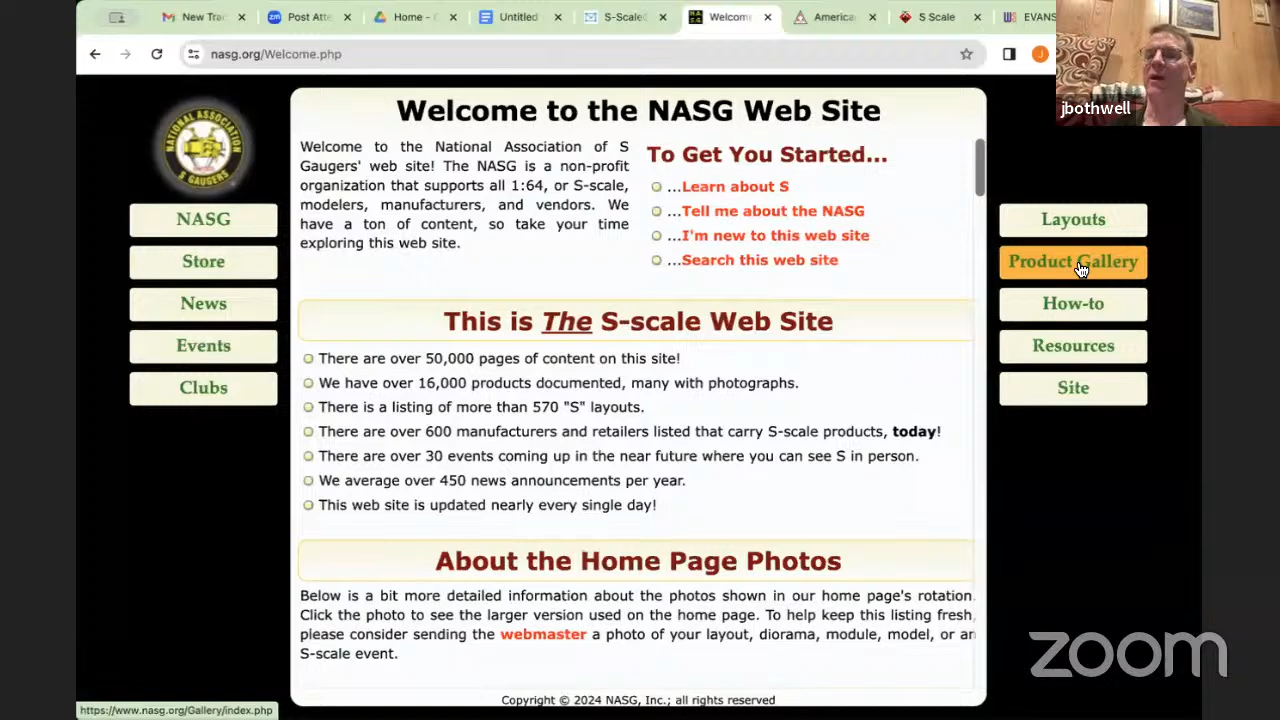 New Tra
Post Atte
Home - 
Untitled
S-Scale
Welcome
America
S Scale
EVANS
nasg.org/Welcome.php
J
jbothwell
NATIONAL ASSOCIATION OF
S GAUGERS
NASG
Store
News
Events
Clubs
Welcome to the NASG Web Site
Welcome to the National Association of S
Gaugers' web site! The NASG is a non-profit
organization that supports all 1:64, or S-scale,
modelers, manufacturers, and vendors. We
have a ton of content, so take your time
exploring this web site.
To Get You Started...
...Learn about S
...Tell me about the NASG
...I'm new to this web site
...Search this web site
This is The S-scale Web Site
There are over 50,000 pages of content on this site!
We have over 16,000 products documented, many with photographs.
There is a listing of more than 570 "S" layouts.
There are over 600 manufacturers and retailers listed that carry S-scale products, today!
There are over 30 events coming up in the near future where you can see S in person.
We average over 450 news announcements per year.
This web site is updated nearly every single day!
About the Home Page Photos
Below is a bit more detailed information about the photos shown in our home page's rotation.
Click the photo to see the larger version used on the home page. To help keep this listing fresh,
please consider sending the webmaster a photo of your layout, diorama, module, model, or an
S-scale event.
Copyright © 2024 NASG, Inc.; all rights reserved
Layouts
Product Gallery
How-to
Resources
Site
https://www.nasg.org/Gallery/index.php
zoom